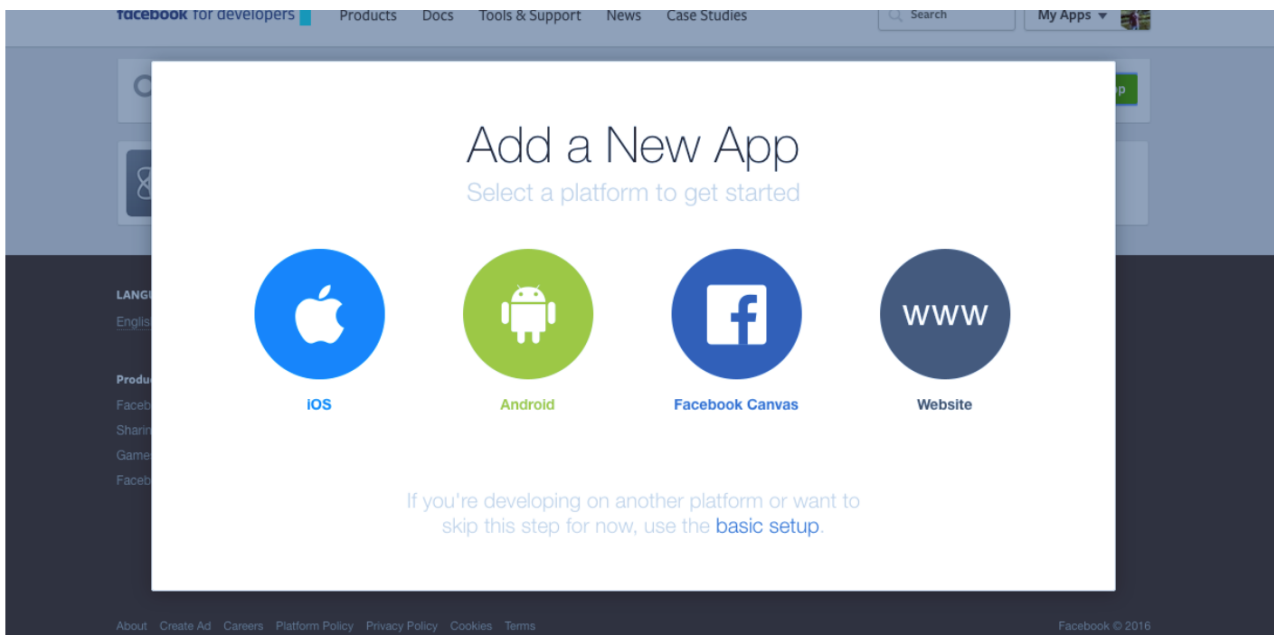 facebook for developers Products Docs Tools & Support News Case Studies Search My Apps
Add a New App
Select a platform to get started
www
iOS Android Facebook Canvas Website
If you're developing on another platform or want to
skip this step for now, use the basic setup.
About Create Ad Careers Platform Policy Privacy Policy Cookies Terms Facebook © 2016